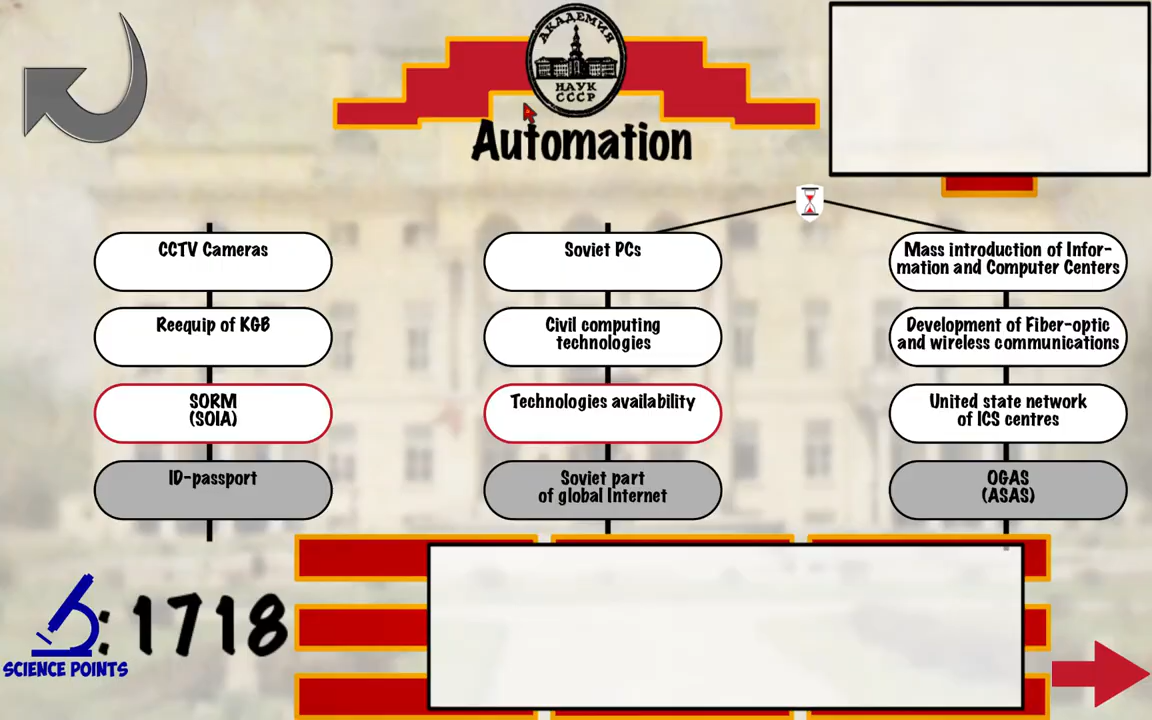 АКАДЕМИЯ
НАУК
СССР
Automation
CCTV Cameras
Soviet PCs
Mass introduction of Infor-
mation and Computer Centers
Reequip of KGB
Civil computing
technologies
Development of Fiber-optic
and wireless communications
SORM
(SOIA)
Technologies availability
United state network
of ICS centres
ID-passport
Soviet part
of global Internet
OGAS
(ASAS)
: 1718
SCIENCE POINTS